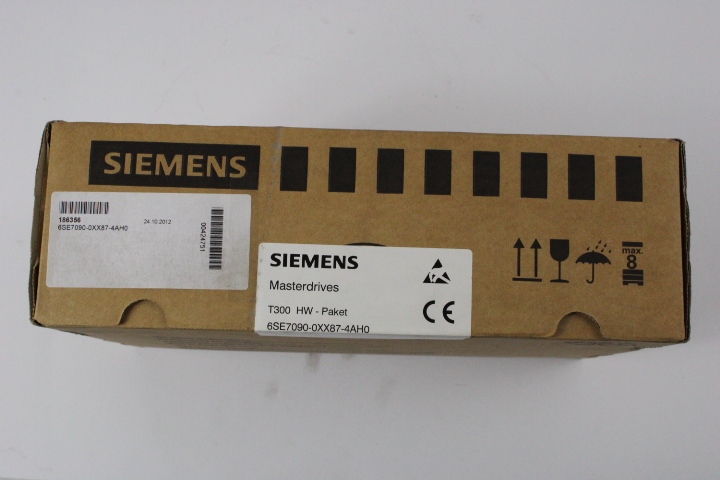 SIEMENS
186356
24.10.2012
6SE7090-0XX87-4AH0
00424751
SIEMENS
Masterdrives
T300 HW - Paket
6SE7090-0XX87-4AH0
CE
max.
8